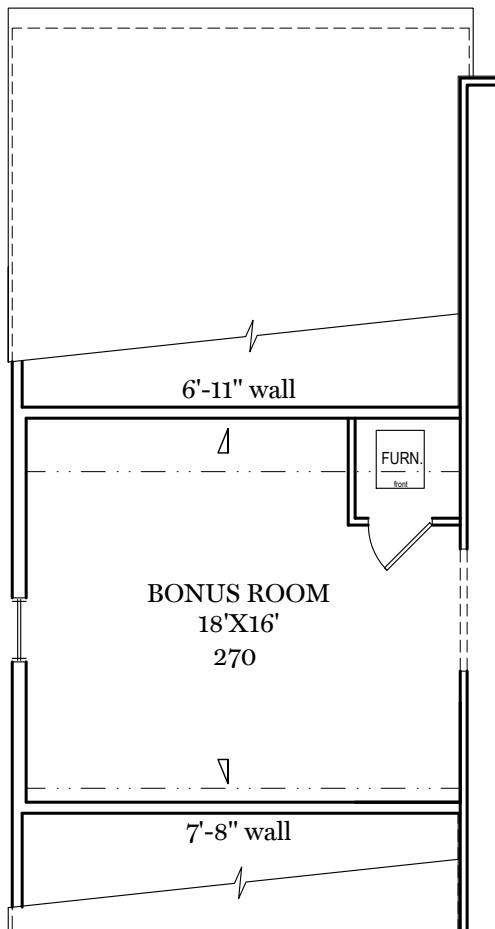 6'-11" wall
FURN.
front
BONUS ROOM
18'X16'
270
7'-8" wall